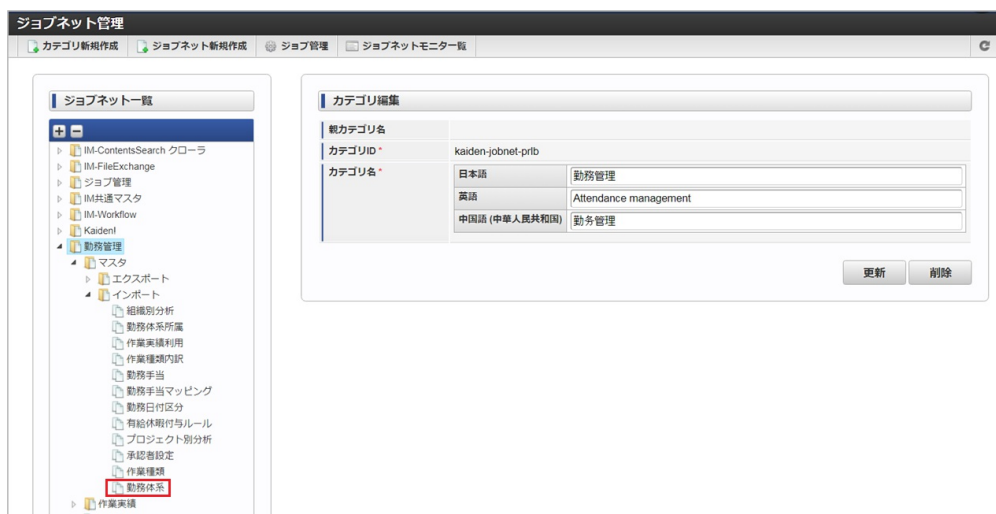 ジョブネット管理
カテゴリ新規作成 ジョブネット新規作成 ジョブ管理 ジョブネットモニター覧
ジョブネット一覧
IM-ContentsSearch クローラ
IM-FileExchange
ジョブ管理
IM共通マスタ
IM-Workflow
Kaiden!
勤務管理
マスタ
エクスポート
インポート
組織別分析
勤務体系所属
作業実績利用
作業種類内訳
勤務手当
勤務手当マッピング
勤務日付区分
有給休暇付与ルール
プロジェクト別分析
承認者設定
作業種類
勤務体系
作業実績
カテゴリ編集
親カテゴリ名
カテゴリID * kaiden-jobnet-prlb
カテゴリ名 *
日本語 勤務管理
英語 Attendance management
中国語 (中華人民共和国) 勤务管理
更新 削除